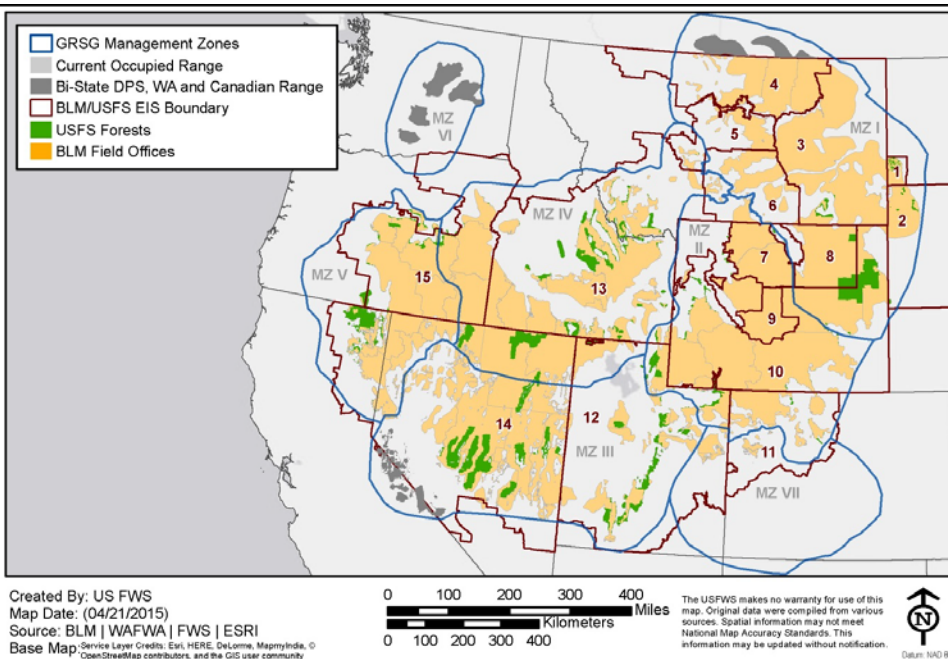 GRSG Management Zones
Current Occupied Range
Bi-State DPS, WA and Canadian Range
BLM/USFS EIS Boundary
USFS Forests
BLM Field Offices
MZ
VI
4
MZ I
5
3
1
2
6
MZ IV
MZ
II
7
8
MZ V
15
13
9
10
14
12
MZ III
11
MZ VII
Created By: US FWS
Map Date: (04/21/2015)
Source: BLM | WAFWA | FWS | ESRI
Base Map: Service Layer Credits: Esri, HERE, DeLorme, MapmyIndia, ©
OpenStreetMap contributors, and the GIS user community
0 100 200 300 400
Miles
Kilometers
0 100 200 300 400
The USFWS makes no warranty for use of this
map. Original data were compiled from various
sources. Spatial information may not meet
National Map Accuracy Standards. This
information may be updated without notification.
N
Datum: NAD